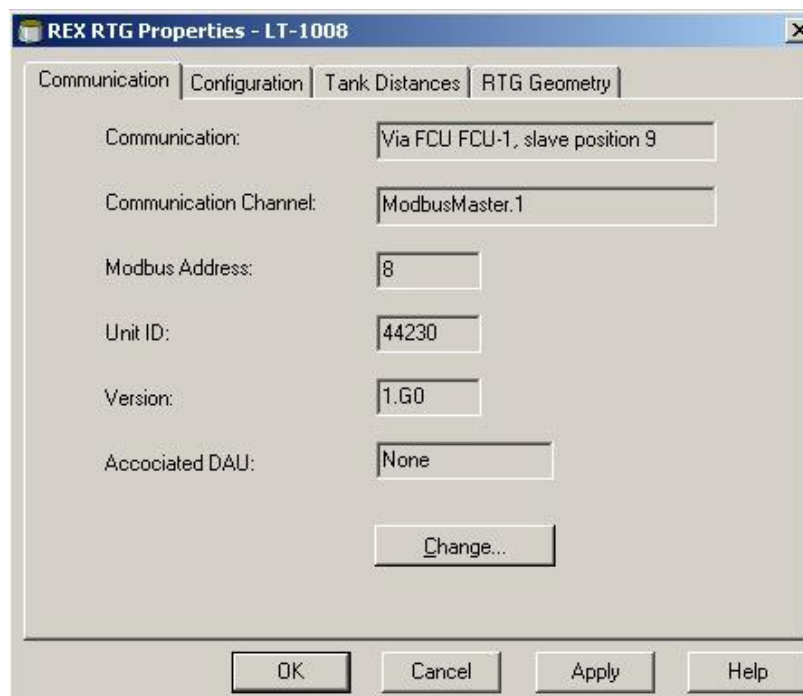 REX RTG Properties - LT-1008
Communication Configuration Tank Distances RTG Geometry
Communication: Via FCU FCU-1, slave position 9
Communication Channel: ModbusMaster.1
Modbus Address: 8
Unit ID: 44230
Version: 1.G0
Accociated DAU: None
Change...
OK Cancel Apply Help